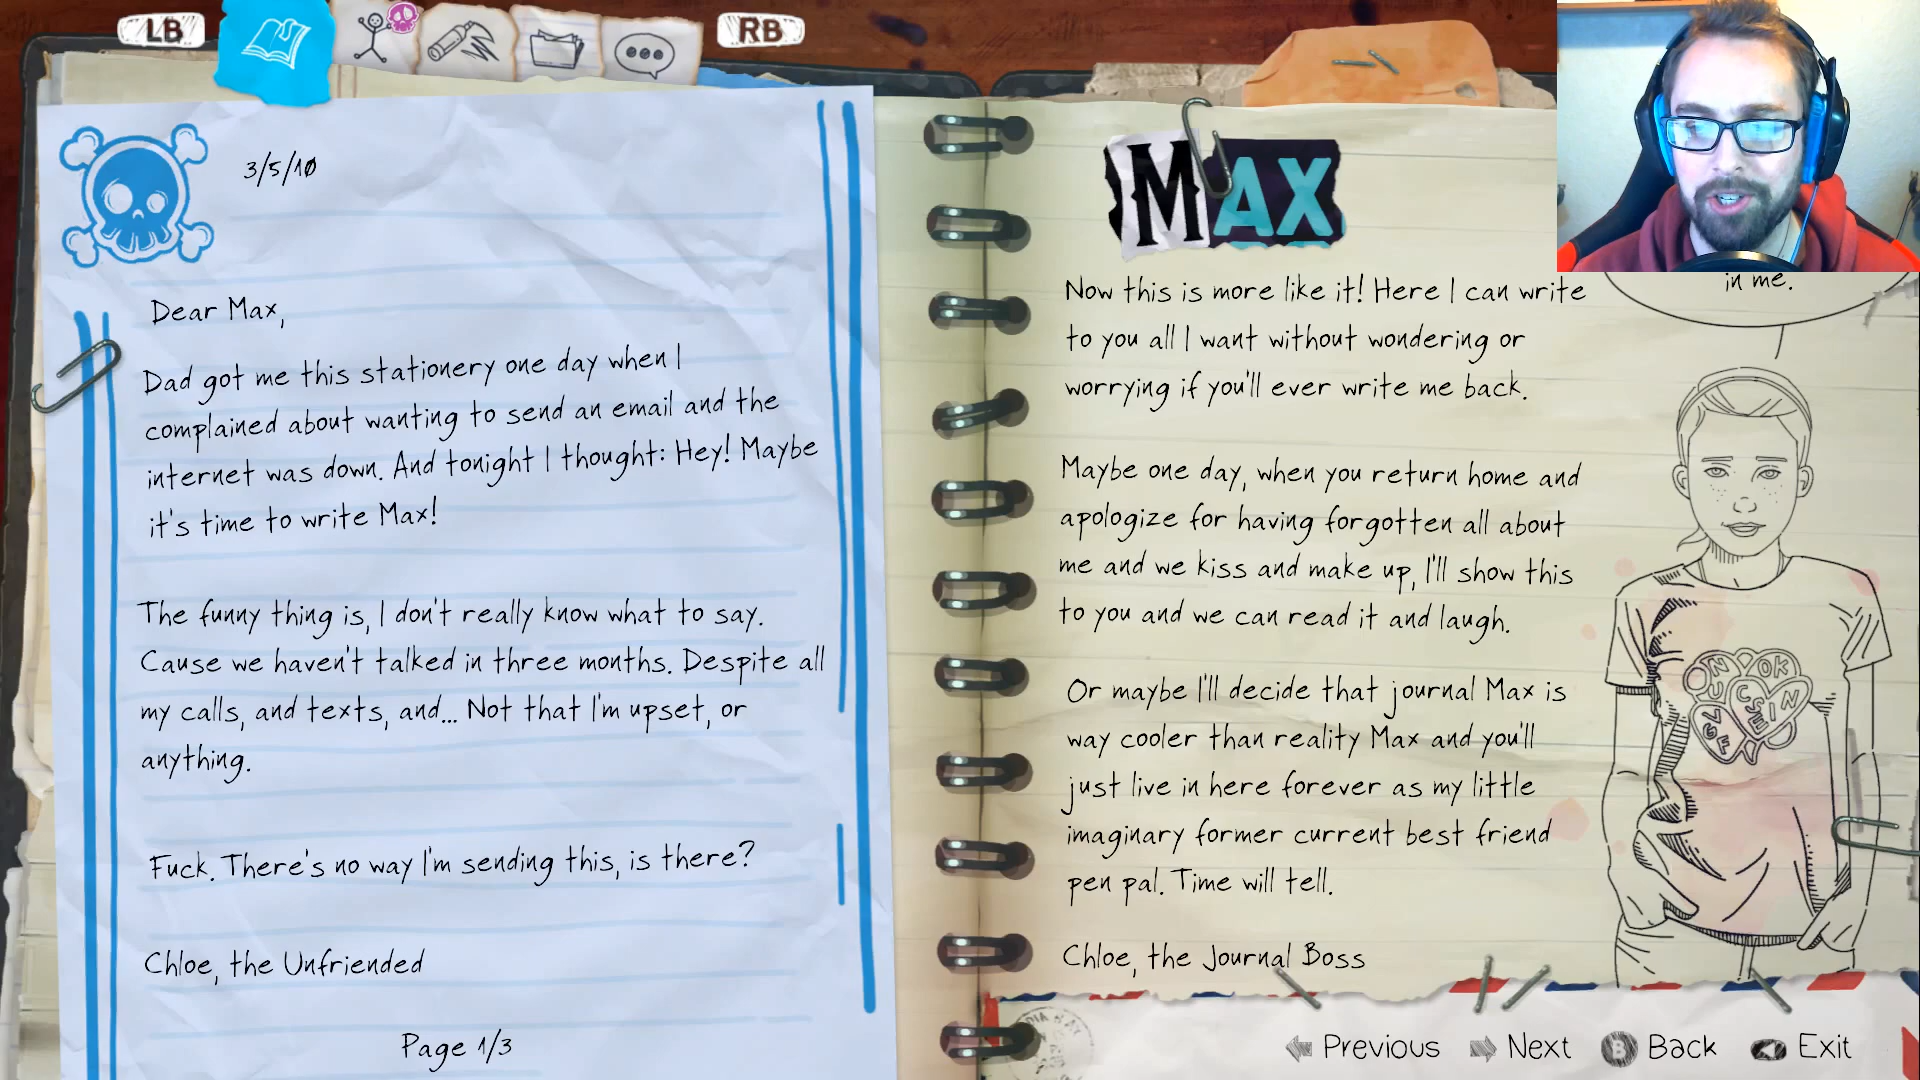 LB
RB
3/5/10
Dear Max,
Dad got me this stationery one day when I
complained about wanting to send an email and the
internet was down. And tonight I thought: Hey! Maybe
it's time to write Max!
The funny thing is, I don't really know what to say.
Cause we haven't talked in three months. Despite all
my calls, and texts, and... Not that I'm upset, or
anything.
Fuck. There's no way I'm sending this, is there?
Chloe, the Unfriended
Page 1/3
MAX
in me.
Now this is more like it! Here I can write
to you all I want without wondering or
worrying if you'll ever write me back.
Maybe one day, when you return home and
apologize for having forgotten all about
me and we kiss and make up, I'll show this
to you and we can read it and laugh.
Or maybe I'll decide that journal Max is
way cooler than reality Max and you'll
just live in here forever as my little
imaginary former current best friend
pen pal. Time will tell.
Chloe, the Journal Boss
Previous
Next
B Back
Exit